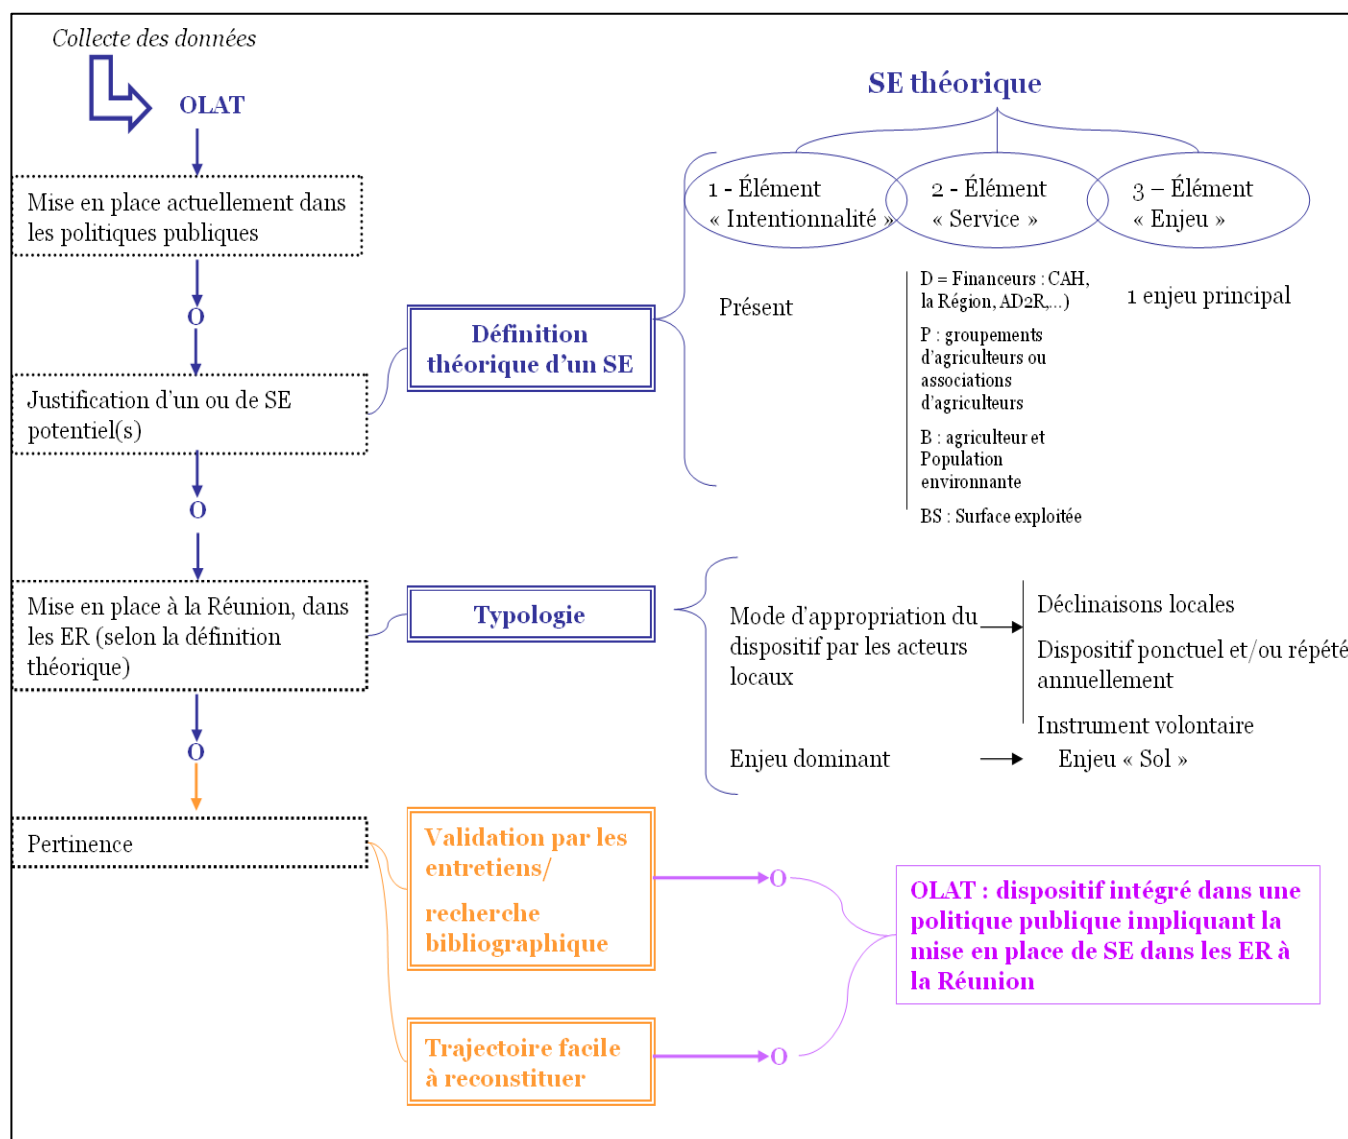 Collecte des données
OLAT
Mise en place actuellement dans
les politiques publiques
O
Justification d'un ou de SE
potentiel(s)
O
Mise en place à la Réunion, dans
les ER (selon la définition
théorique)
O
Pertinence
Définition
théorique d'un SE
SE théorique
1 - Élément
« Intentionnalité »
2 - Élément
« Service »
3 – Élément
« Enjeu »
Présent
D = Financeurs : CAH,
la Région, AD2R,...)
P : groupements
d'agriculteurs ou
associations
d'agriculteurs
B : agriculteur et
Population
environnante
BS : Surface exploitée
1 enjeu principal
Typologie
Mode d'appropriation du
dispositif par les acteurs
locaux
Déclinaisons locales
Dispositif ponctuel et/ou répété
annuellement
Instrument volontaire
Enjeu dominant
Enjeu « Sol »
Validation par les
entretiens/
recherche
bibliographique
O
Trajectoire facile
à reconstituer
O
OLAT : dispositif intégré dans une
politique publique impliquant la
mise en place de SE dans les ER à
la Réunion